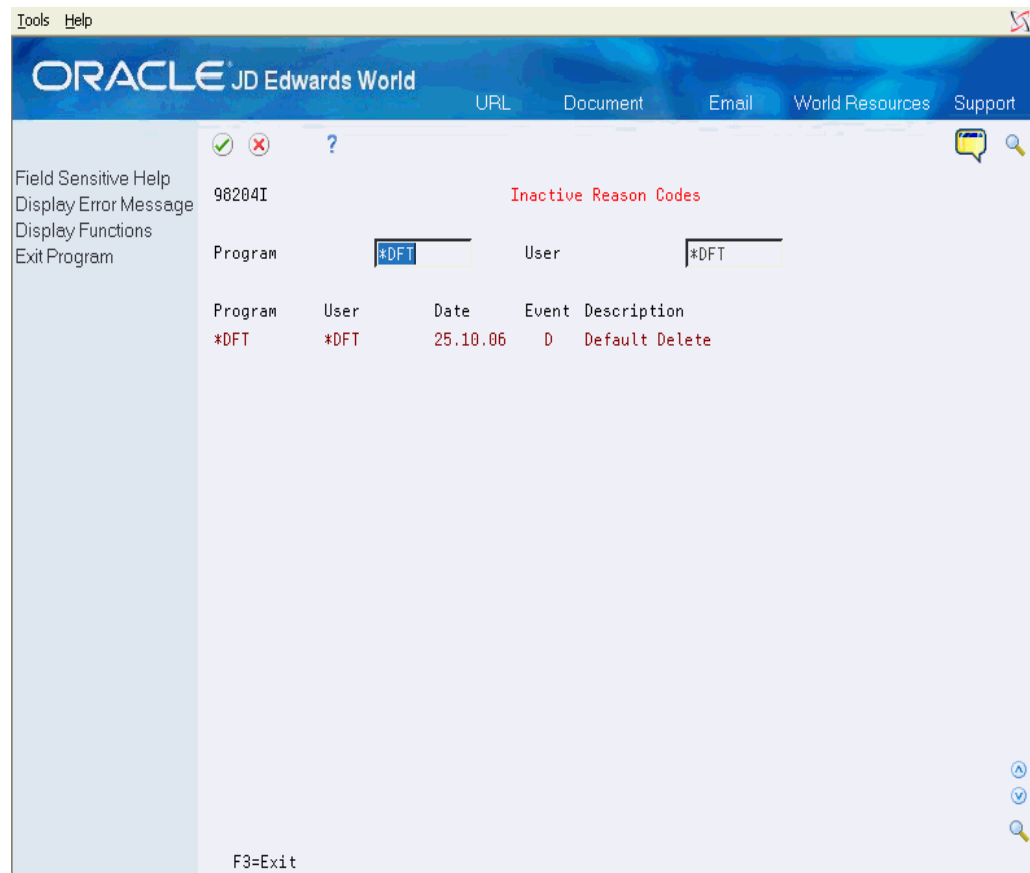 Tools Help
ORACLE JD Edwards World
URL Document Email World Resources Support
?
Field Sensitive Help
Display Error Message
Display Functions
Exit Program
98204I Inactive Reason Codes
Program *DFT User *DFT
Program User Date Event Description
*DFT *DFT 25.10.06 D Default Delete
F3=Exit